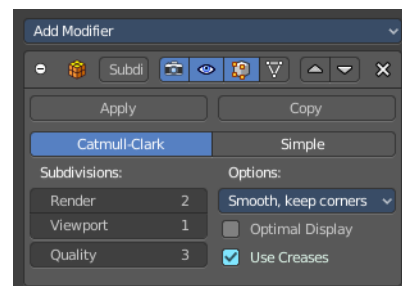 Add Modifier
Subdi
Apply Copy
Catmull-Clark Simple
Subdivisions: Options:
Render 2 Smooth, keep corners
Viewport 1 Optimal Display
Quality 3 Use Creases